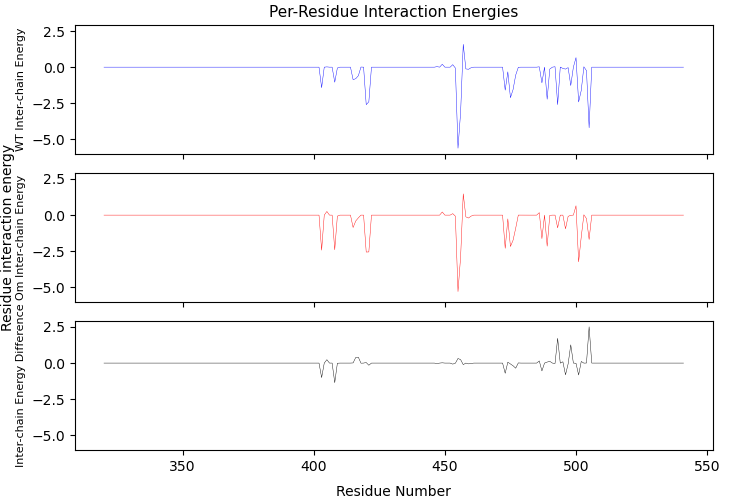 Per-Residue Interaction Energies
Residue interaction energy
WT Inter-chain Energy
2.5
0.0
−2.5
−5.0
Om Inter-chain Energy
2.5
0.0
−2.5
−5.0
Inter-chain Energy Difference
2.5
0.0
−2.5
−5.0
350
400
450
500
550
Residue Number